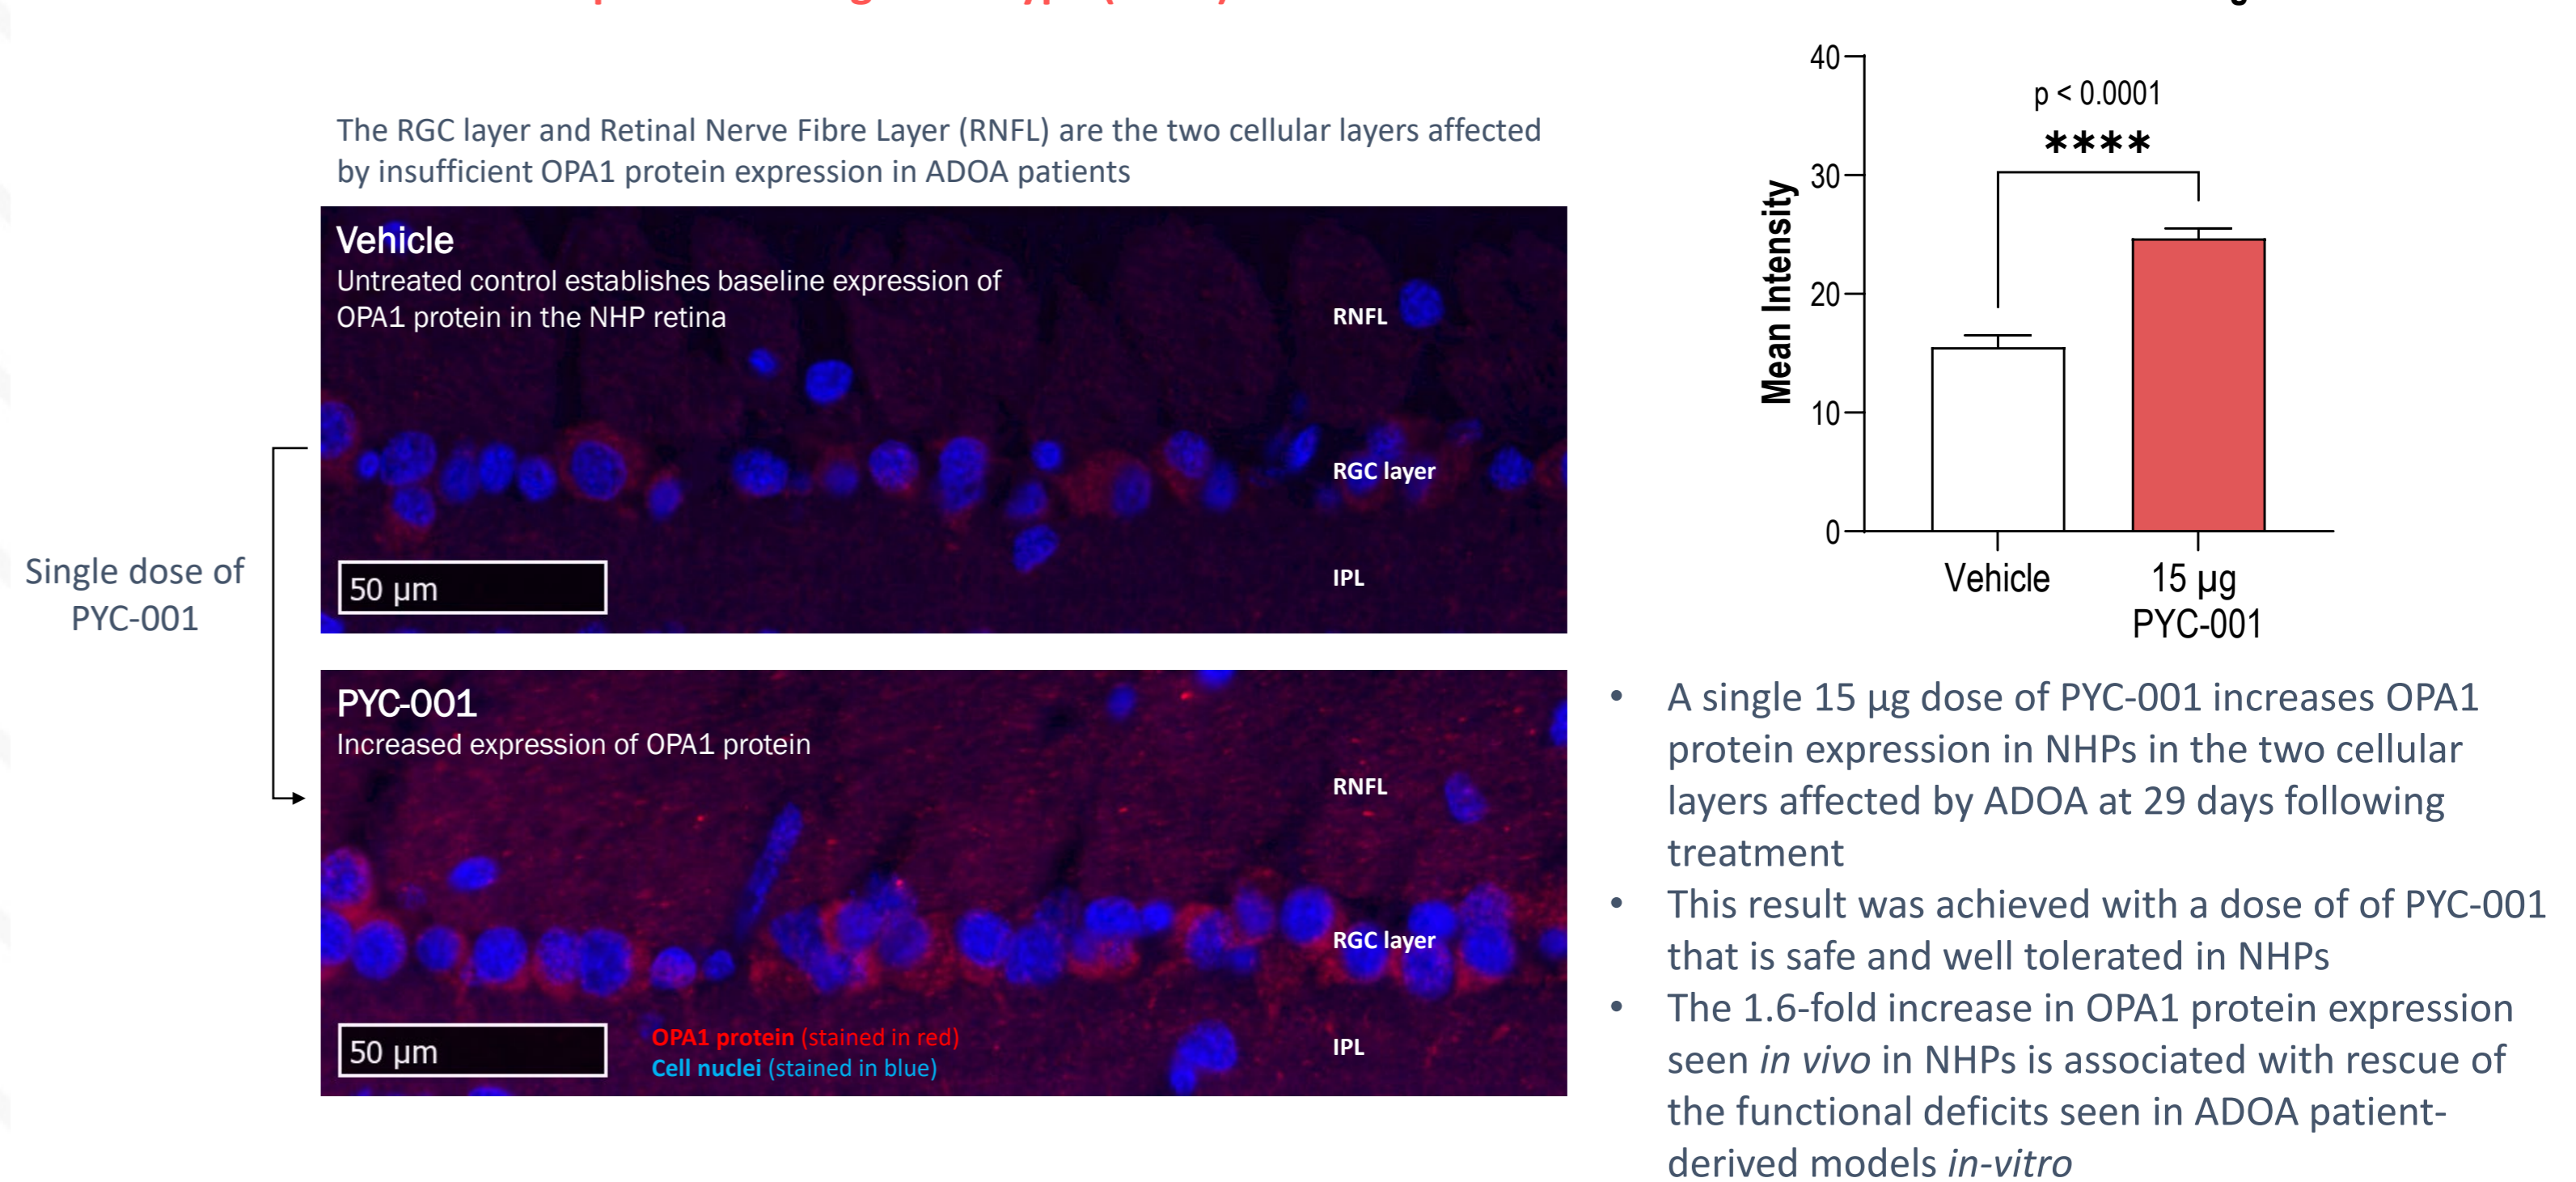 The RGC layer and Retinal Nerve Fibre Layer (RNFL) are the two cellular layers affected
by insufficient OPA1 protein expression in ADOA patients
Vehicle
Untreated control establishes baseline expression of
OPA1 protein in the NHP retina
RNFL
RGC layer
IPL
50 µm
Single dose of
PYC-001
PYC-001
Increased expression of OPA1 protein
RNFL
RGC layer
IPL
50 µm
OPA1 protein (stained in red)
Cell nuclei (stained in blue)
40
30
20
10
0
Mean Intensity
p < 0.0001
****
Vehicle
15 µg
PYC-001
• A single 15 µg dose of PYC-001 increases OPA1
protein expression in NHPs in the two cellular
layers affected by ADOA at 29 days following
treatment
• This result was achieved with a dose of of PYC-001
that is safe and well tolerated in NHPs
• The 1.6-fold increase in OPA1 protein expression
seen in vivo in NHPs is associated with rescue of
the functional deficits seen in ADOA patient-
derived models in-vitro